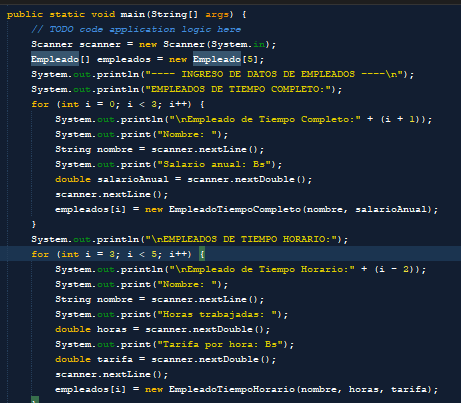 public static void main(String[] args) {
// TODO code application logic here
Scanner scanner = new Scanner(System.in);
Empleado[] empleados = new Empleado[5];
System.out.println("---- INGRESO DE DATOS DE EMPLEADOS ----\n");
System.out.println("EMPLEADOS DE TIEMPO COMPLETO:");
for (int i = 0; i < 3; i++) {
System.out.println("\nEmpleado de Tiempo Completo:" + (i + 1));
System.out.print("Nombre: ");
String nombre = scanner.nextLine();
System.out.print("Salario anual: Bs");
double salarioAnual = scanner.nextDouble();
scanner.nextLine();
empleados[i] = new EmpleadoTiempoCompleto(nombre, salarioAnual);
}
System.out.println("\nEMPLEADOS DE TIEMPO HORARIO:");
for (int i = 3; i < 5; i++) {
System.out.println("\nEmpleado de Tiempo Horario:" + (i - 2));
System.out.print("Nombre: ");
String nombre = scanner.nextLine();
System.out.print("Horas trabajadas: ");
double horas = scanner.nextDouble();
System.out.print("Tarifa por hora: Bs");
double tarifa = scanner.nextDouble();
scanner.nextLine();
empleados[i] = new EmpleadoTiempoHorario(nombre, horas, tarifa);